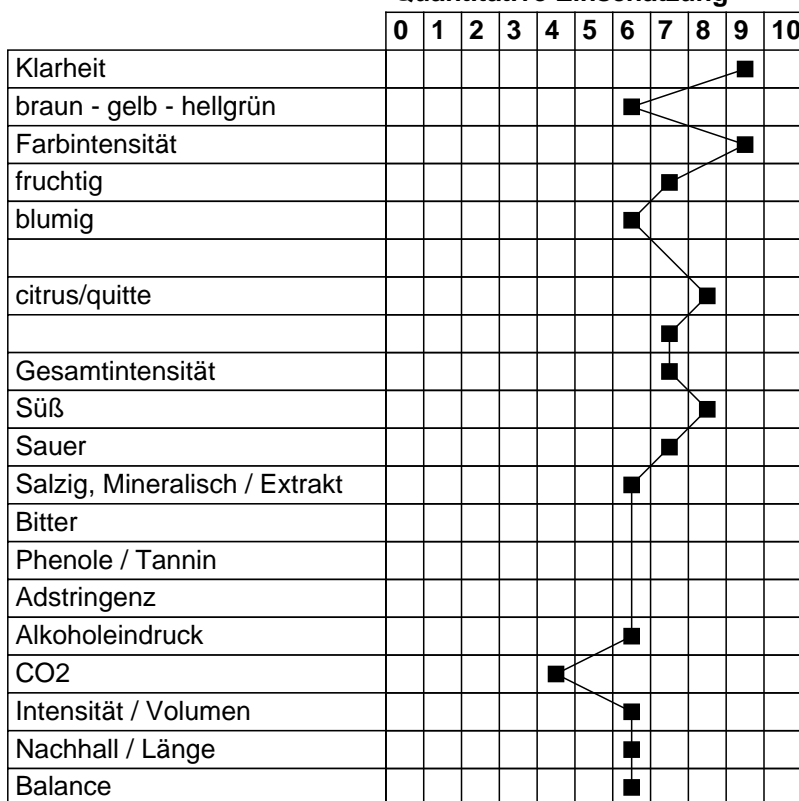 Quantitative Einschätzung
0 1 2 3 4 5 6 7 8 9 10
Klarheit
braun - gelb - hellgrün
Farbintensität
fruchtig
blumig
citrus/quitte
Gesamtintensität
Süß
Sauer
Salzig, Mineralisch / Extrakt
Bitter
Phenole / Tannin
Adstringenz
Alkoholeindruck
CO2
Intensität / Volumen
Nachhall / Länge
Balance